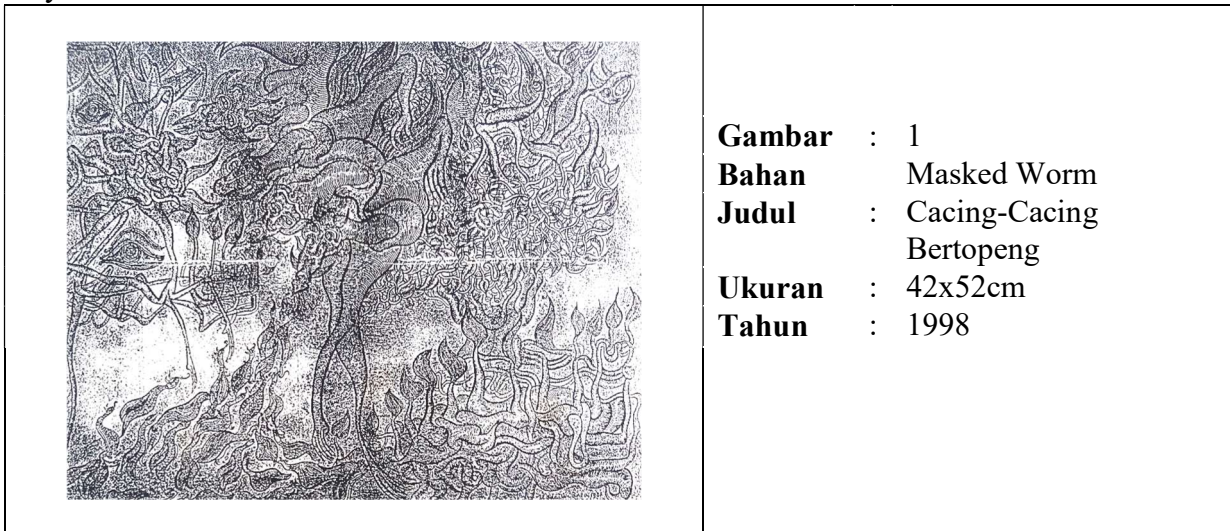 Gambar : 1
Bahan Masked Worm
Judul : Cacing-Cacing
Bertopeng
Ukuran : 42x52cm
Tahun : 1998